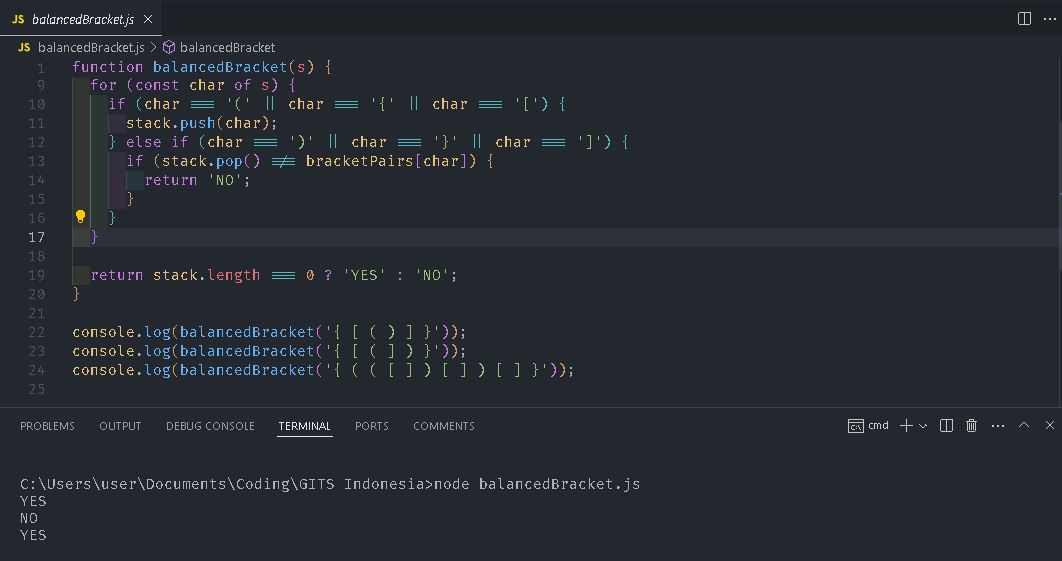 JS balancedBracket.js
JS balancedBracket.js > balancedBracket
1 function balancedBracket(s) {
9 for (const char of s) {
10 if (char === '(' || char === '{' || char === '[') {
11 stack.push(char);
12 } else if (char === ')' || char === '}' || char === ']') {
13 if (stack.pop() !== bracketPairs[char]) {
14 return 'NO';
15 }
16 }
17 }
18
19 return stack.length === 0 ? 'YES' : 'NO';
20 }
21
22 console.log(balancedBracket('{ [ ( ) ] }'));
23 console.log(balancedBracket('{ [ ( ] ) }'));
24 console.log(balancedBracket('{ ( ( [ ] ) [ ] ) [ ] }'));
25
PROBLEMS OUTPUT DEBUG CONSOLE TERMINAL PORTS COMMENTS cmd
C:\Users\user\Documents\Coding\GITS Indonesia>node balancedBracket.js
YES
NO
YES